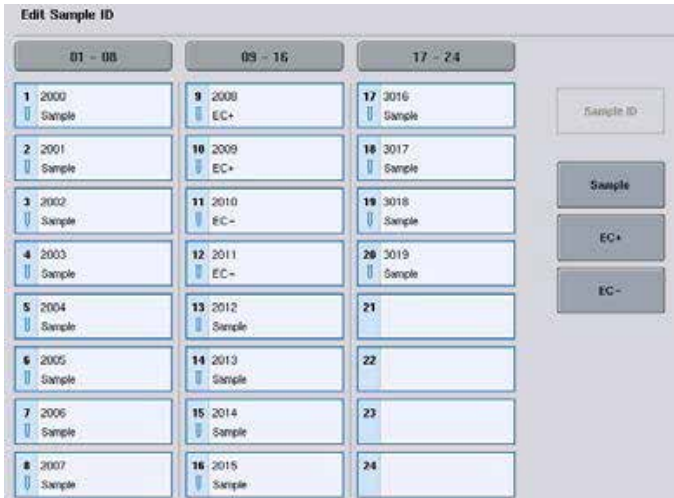 Edit Sample ID
01 - 08
09 - 16
17 - 24
1 2000
Sample
2 2001
Sample
3 2002
Sample
4 2003
Sample
5 2004
Sample
6 2005
Sample
7 2006
Sample
8 2007
Sample
9 2008
EC+
10 2009
EC+
11 2010
EC-
12 2011
EC-
13 2012
Sample
14 2013
Sample
15 2014
Sample
16 2015
Sample
17 3016
Sample
18 3017
Sample
19 3018
Sample
20 3019
Sample
21
22
23
24
Sample ID
Sample
EC+
EC-